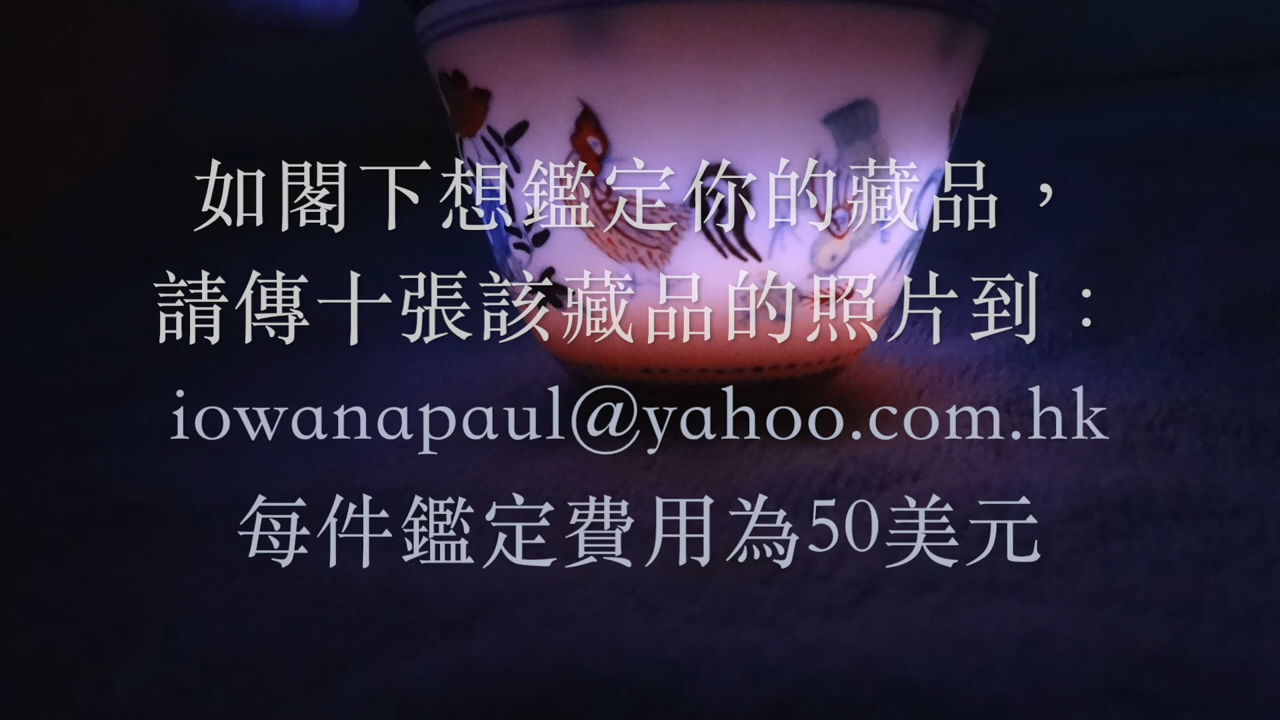 如閣下想鑑定你的藏品，
請傳十張該藏品的照片到：
iowanapaul@yahoo.com.hk
每件鑑定費用為50美元